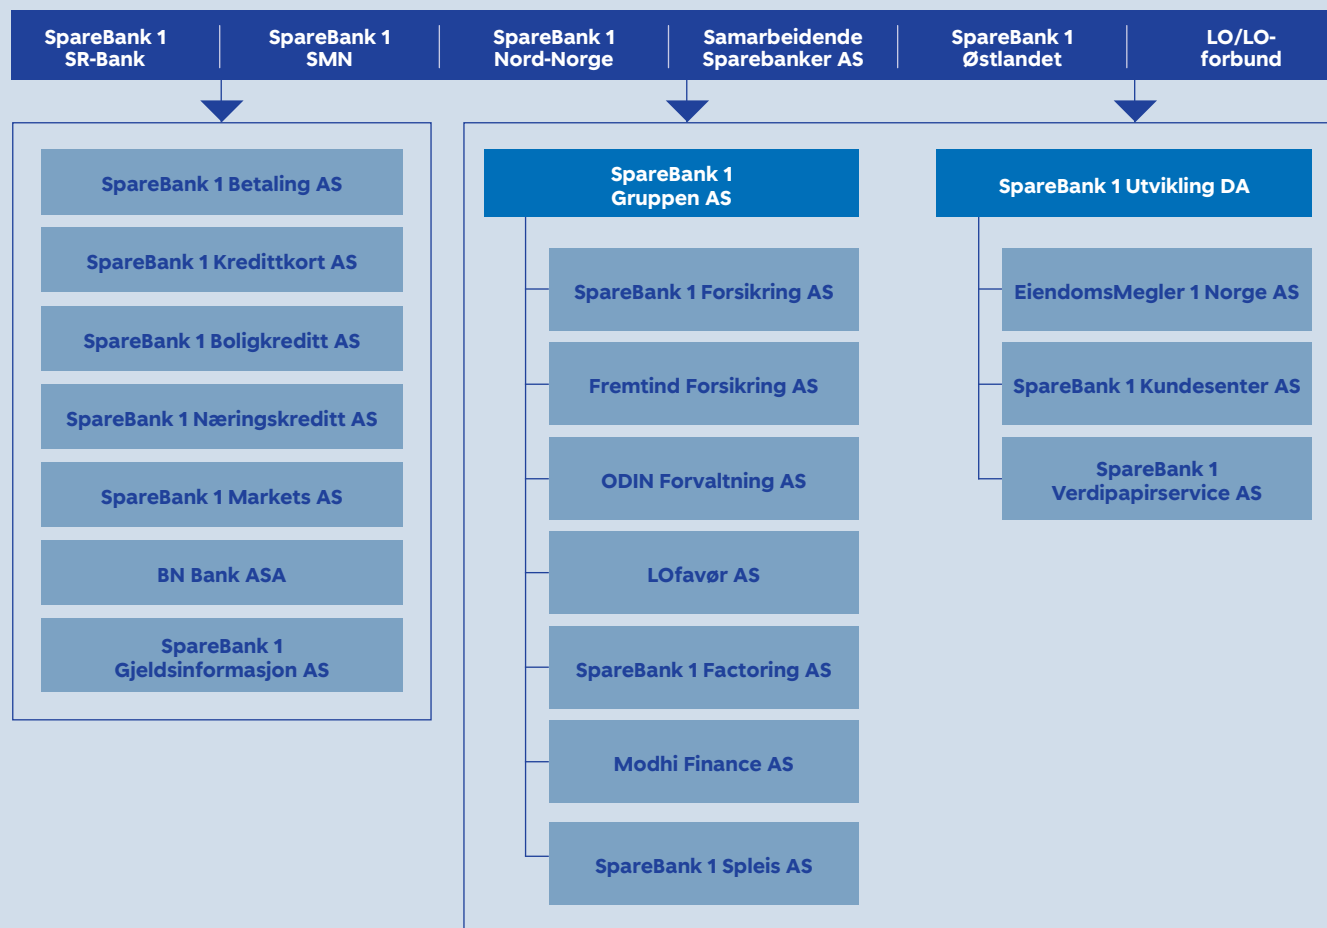 SpareBank 1
SR-Bank
SpareBank 1
SMN
SpareBank 1
Nord-Norge
Samarbeidende
Sparebanker AS
SpareBank 1
Østlandet
LO/LO-
forbund
SpareBank 1 Betaling AS
SpareBank 1 Kredittkort AS
SpareBank 1 Boligkreditt AS
SpareBank 1 Næringskreditt AS
SpareBank 1 Markets AS
BN Bank ASA
SpareBank 1
Gjeldsinformasjon AS
SpareBank 1
Gruppen AS
SpareBank 1 Forsikring AS
Fremtind Forsikring AS
ODIN Forvaltning AS
LOfavør AS
SpareBank 1 Factoring AS
Modhi Finance AS
SpareBank 1 Spleis AS
SpareBank 1 Utvikling DA
EiendomsMegler 1 Norge AS
SpareBank 1 Kundesenter AS
SpareBank 1
Verdipapirservice AS